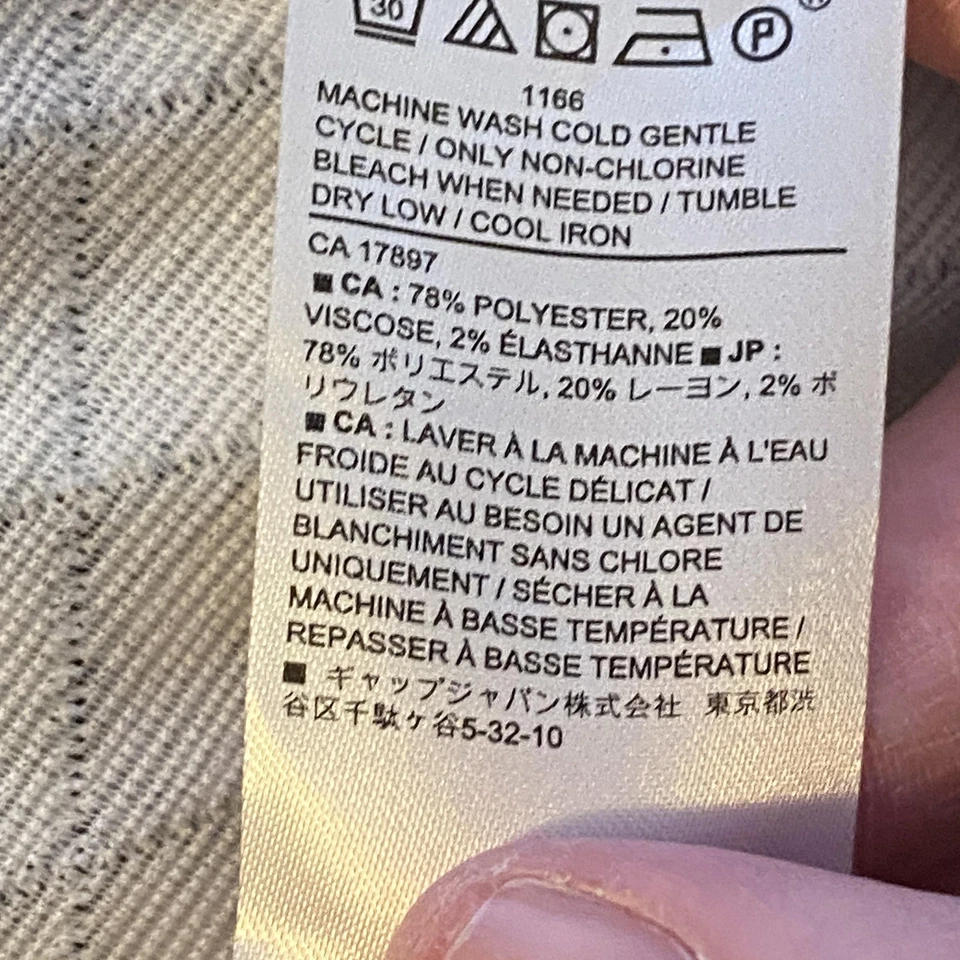 30
P
®
1166
MACHINE WASH COLD GENTLE
CYCLE / ONLY NON-CHLORINE
BLEACH WHEN NEEDED / TUMBLE
DRY LOW / COOL IRON
CA 17897
■ CA : 78% POLYESTER, 20%
VISCOSE, 2% ÉLASTHANNE ■ JP :
78% ポリエステル, 20% レーヨン, 2% ポ
リウレタン
■ CA : LAVER À LA MACHINE À L'EAU
FROIDE AU CYCLE DÉLICAT /
UTILISER AU BESOIN UN AGENT DE
BLANCHIMENT SANS CHLORE
UNIQUEMENT / SÉCHER À LA
MACHINE À BASSE TEMPÉRATURE /
REPASSER À BASSE TEMPÉRATURE
■ ギャップジャパン株式会社 東京都渋
谷区千駄ヶ谷5-32-10